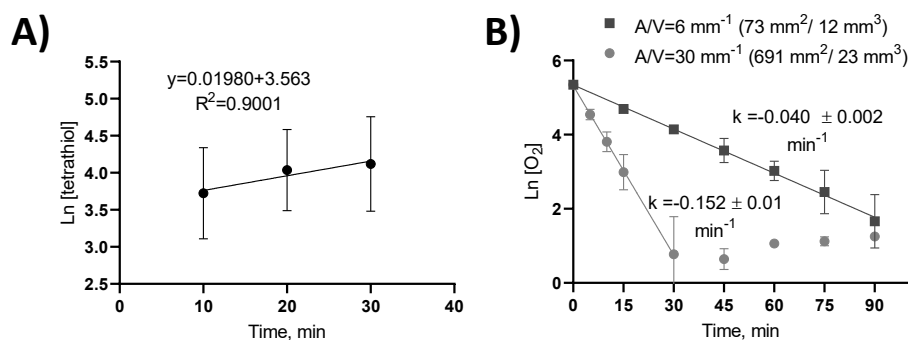 A)
y=0.01980+3.563
R²=0.9001
Ln [tetrathiol]
5.5
5.0
4.5
4.0
3.5
3.0
2.5
0 10 20 30 40
Time, min
B)
A/V=6 mm⁻¹ (73 mm²/ 12 mm³)
A/V=30 mm⁻¹ (691 mm²/ 23 mm³)
k =-0.040 ± 0.002
min⁻¹
k =-0.152 ± 0.01
min⁻¹
Ln [O₂]
6
4
2
0
0 15 30 45 60 75 90
Time, min